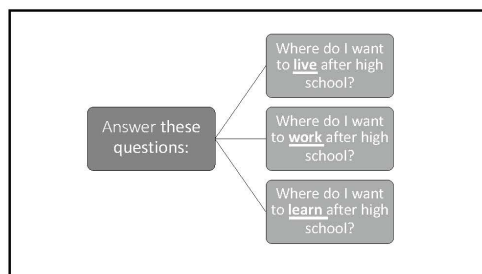 Answer these
questions:
Where do I want
to live after high
school?
Where do I want
to work after high
school?
Where do I want
to learn after high
school?